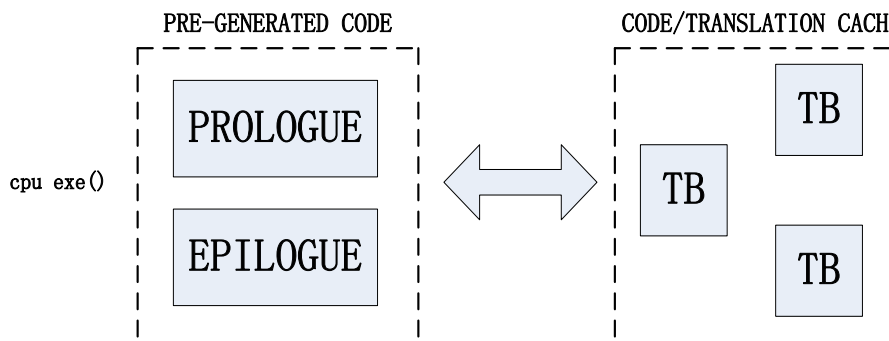 PRE-GENERATED CODE
CODE/TRANSLATION CACH
PROLOGUE
EPILOGUE
cpu exe()
TB
TB
TB